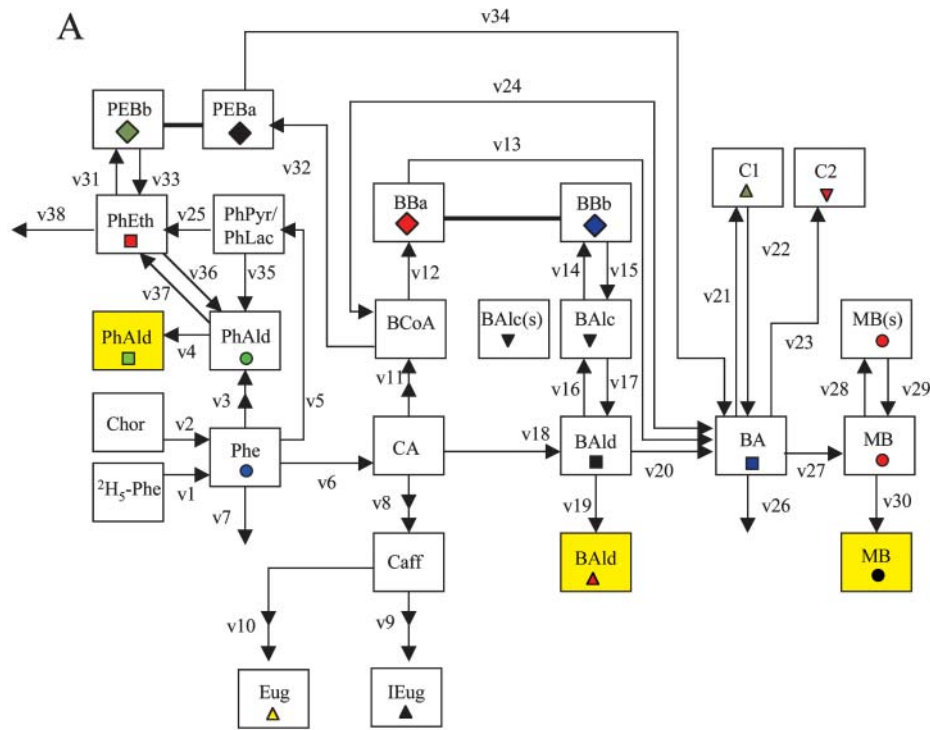 A
v34
PEBb
PEBa
v24
v13
v32
C1
C2
v31
v33
BBa
BBb
v38
PhEth
v25
PhPyr/
PhLac
v12
v14
v15
v22
v36
v35
v21
v37
BCoA
BAlc(s)
BAlc
MB(s)
v23
PhAld
v4
PhAld
v11
v16
v17
v28
v29
v3
v5
Chor
v2
Phe
CA
v18
BAld
BA
MB
v20
v27
²H₅-Phe
v1
v6
v7
v8
v19
v26
v30
Caff
BAld
MB
v10
v9
Eug
IEug